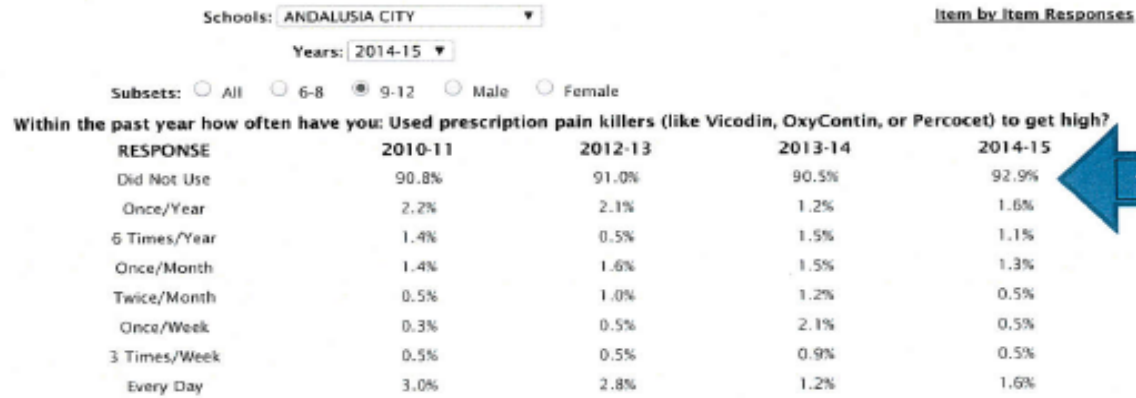 Schools: ANDALUSIA CITY Item by Item Responses
Years: 2014-15
Subsets: All 6-8 9-12 Male Female
Within the past year how often have you: Used prescription pain killers (like Vicodin, OxyContin, or Percocet) to get high?
RESPONSE 2010-11 2012-13 2013-14 2014-15
Did Not Use 90.8% 91.0% 90.5% 92.9%
Once/Year 2.2% 2.1% 1.2% 1.6%
6 Times/Year 1.4% 0.5% 1.5% 1.1%
Once/Month 1.4% 1.6% 1.5% 1.3%
Twice/Month 0.5% 1.0% 1.2% 0.5%
Once/Week 0.3% 0.5% 2.1% 0.5%
3 Times/Week 0.5% 0.5% 0.9% 0.5%
Every Day 3.0% 2.8% 1.2% 1.6%